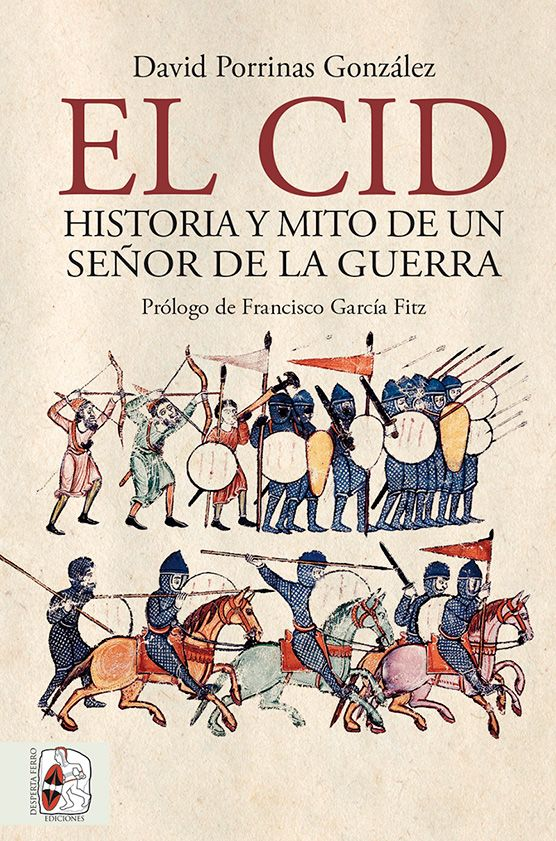 David Porrinas González
EL CID
HISTORIA Y MITO DE UN
SEÑOR DE LA GUERRA
Prólogo de Francisco García Fitz
DESPERTA FERRO
EDICIONES